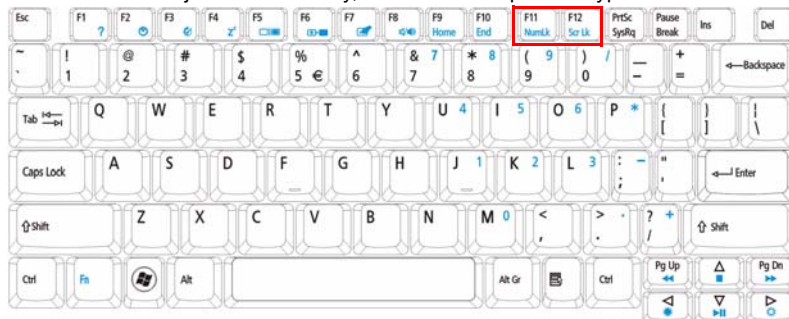 Esc F1 ? F2 F3 F4 Zᶻ F5 F6 F7 F8 F9 Home F10 End F11 NumLk F12 Scr Lk PrtSc SysRq Pause Break Ins Del
~ ` ! 1 @ 2 # 3 $ 4 % 5 € ^ 6 & 7 7 * 8 8 ( 9 9 ) / 0 _ - + = Backspace
Tab Q W E R T Y U 4 I 5 O 6 P * { [ } ] ¦ \
Caps Lock A S D F G H J 1 K 2 L 3 : - ; " ' Enter
Shift Z X C V B N M 0 < , > . . ? + / Shift
Ctrl Fn Alt Alt Gr Ctrl Pg Up Pg Dn